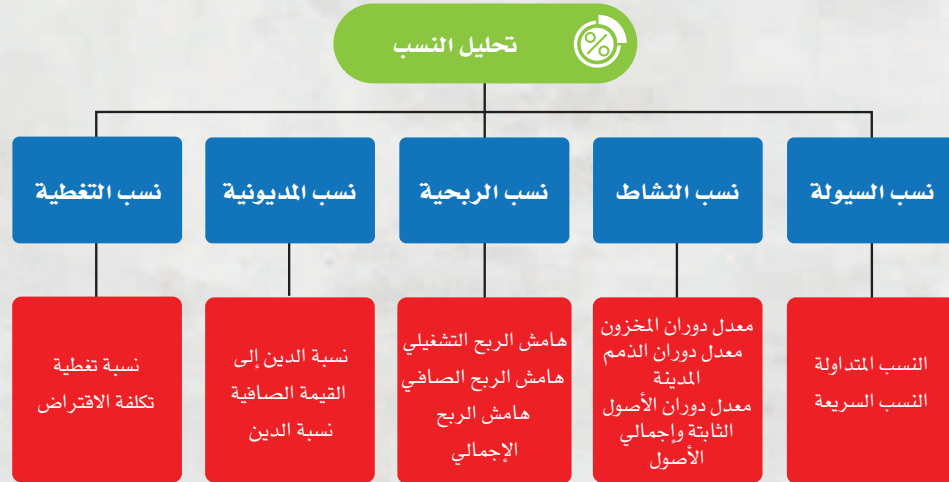 تحليل النسب
%
نسب السيولة
نسب النشاط
نسب الربحية
نسب المديونية
نسب التغطية
النسب المتداولة
النسب السريعة
معدل دوران المخزون
معدل دوران الذمم
المدينة
معدل دوران الأصول
الثابتة وإجمالي
الأصول
هامش الربح التشغيلي
هامش الربح الصافي
هامش الربح
الإجمالي
نسبة الدين إلى
القيمة الصافية
نسبة الدين
نسبة تغطية
تكلفة الاقتراض